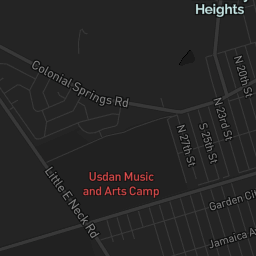 Heights
Colonial Springs Rd
N 20th St
N 23rd St
S 25th St
N 27th St
Usdan Music
and Arts Camp
Little E Neck Rd
Garden Cit
Jamaica A